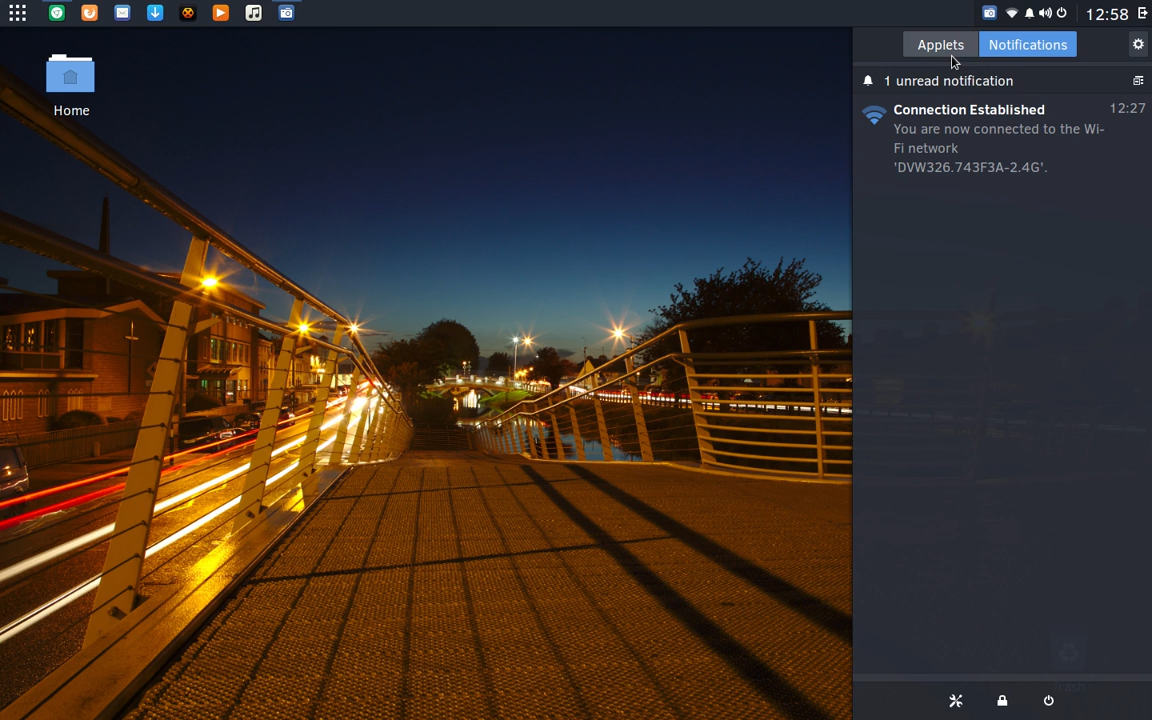 12:58
Applets
Notifications
1 unread notification
Home
Connection Established
12:27
You are now connected to the Wi-
Fi network
'DVW326.743F3A-2.4G'.